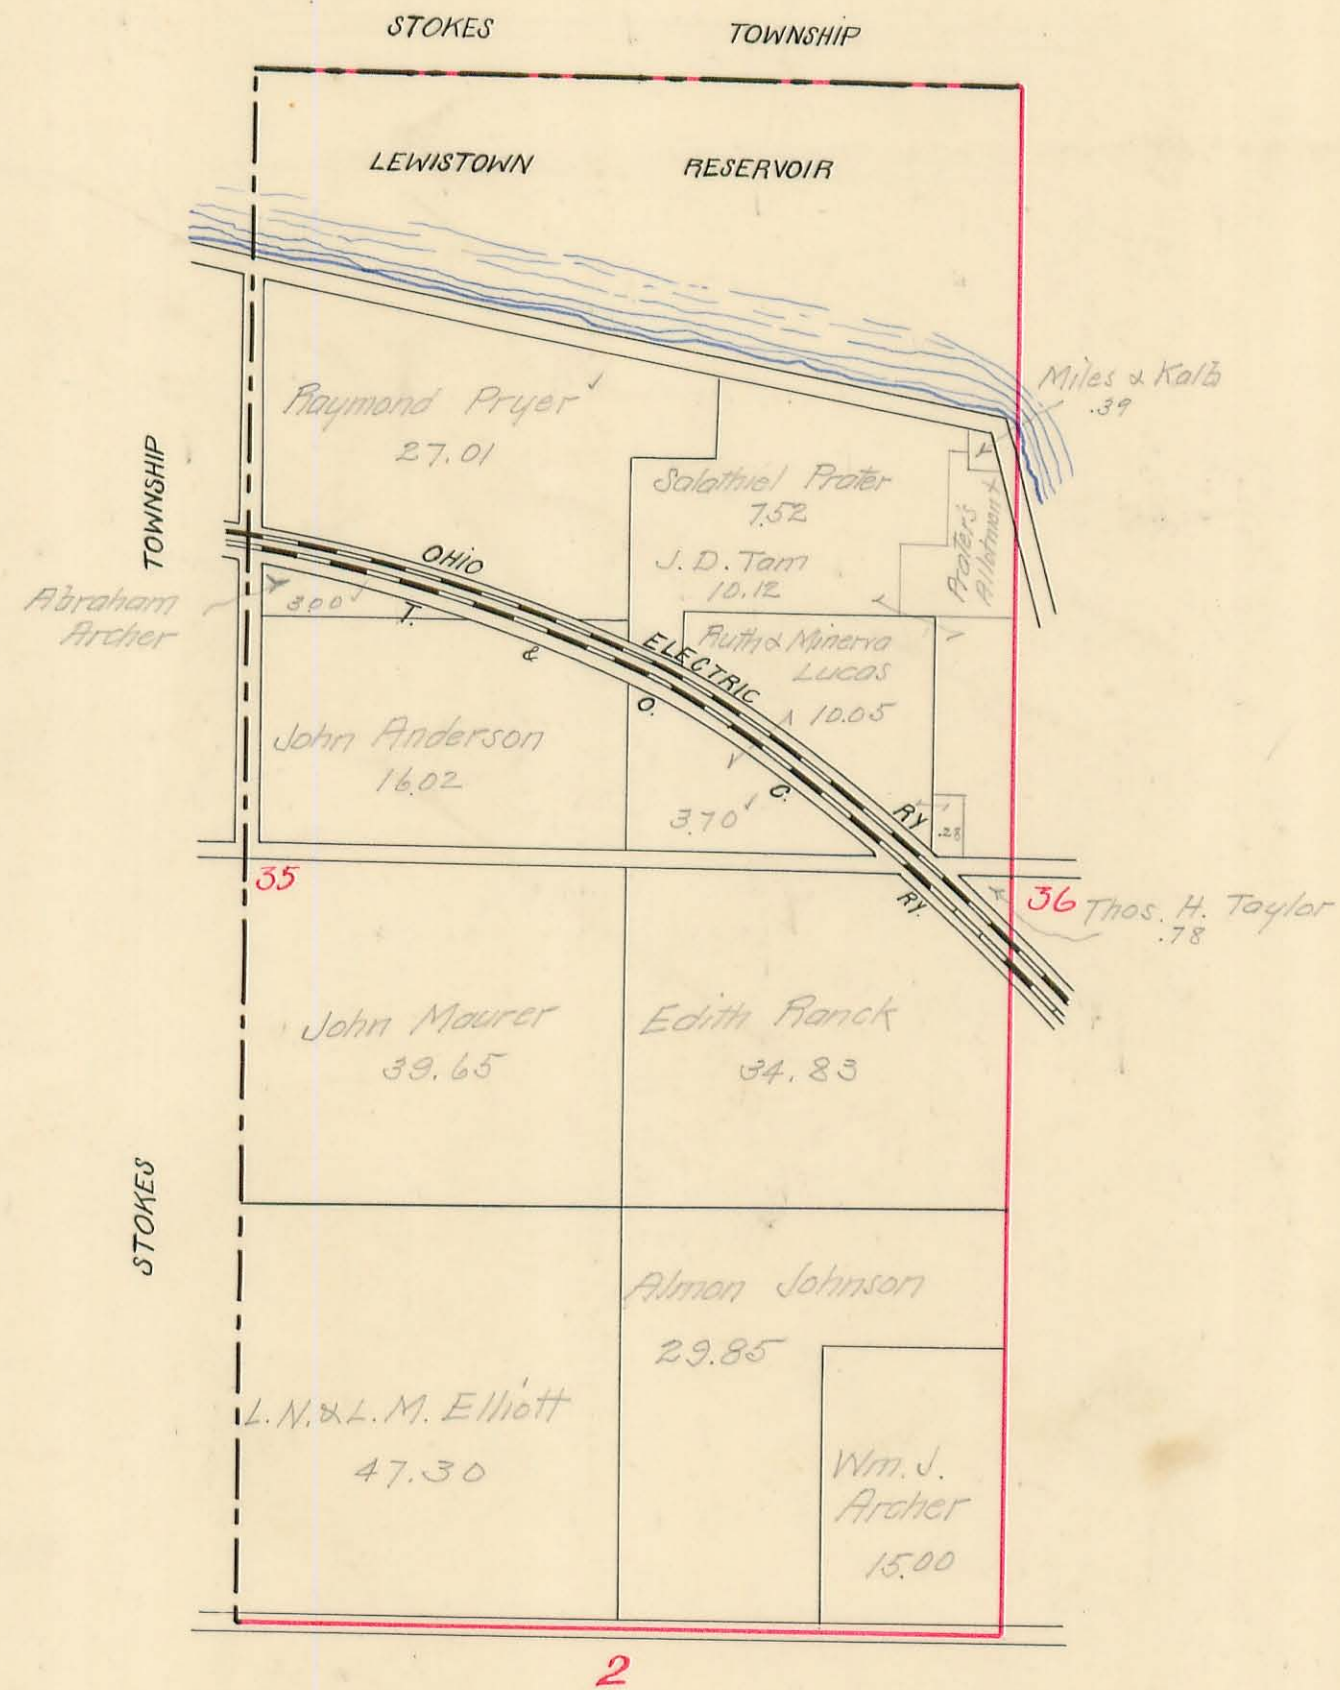 STOKES TOWNSHIP
LEWISTOWN RESERVOIR
Miles & Kalb
.39
Raymond Pryer
27.01
Salathiel Prater
7.52
Prater's
Allotment
TOWNSHIP
OHIO
J. D. Tam
10.12
Abraham
Archer
3.00
T. & O. C. RY.
ELECTRIC
RY
Ruth & Minerva
Lucas
10.05
John Anderson
16.02
3.70
.28
35
36
Thos. H. Taylor
.78
John Maurer
39.65
Edith Ranck
34.83
STOKES
Almon Johnson
29.85
L. N. & L. M. Elliott
47.30
Wm. J.
Archer
15.00
2